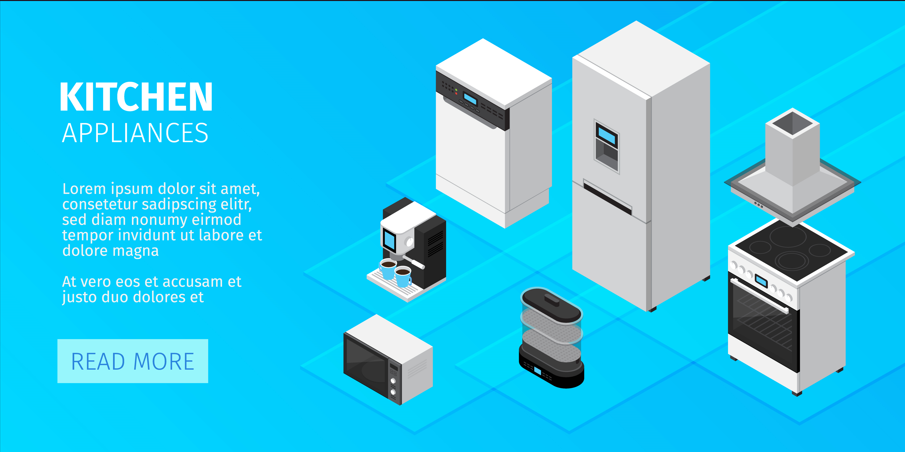 KITCHEN
APPLIANCES
Lorem ipsum dolor sit amet,
consetetur sadipscing elitr,
sed diam nonumy eirmod
tempor invidunt ut labore et
dolore magna
At vero eos et accusam et
justo duo dolores et
READ MORE